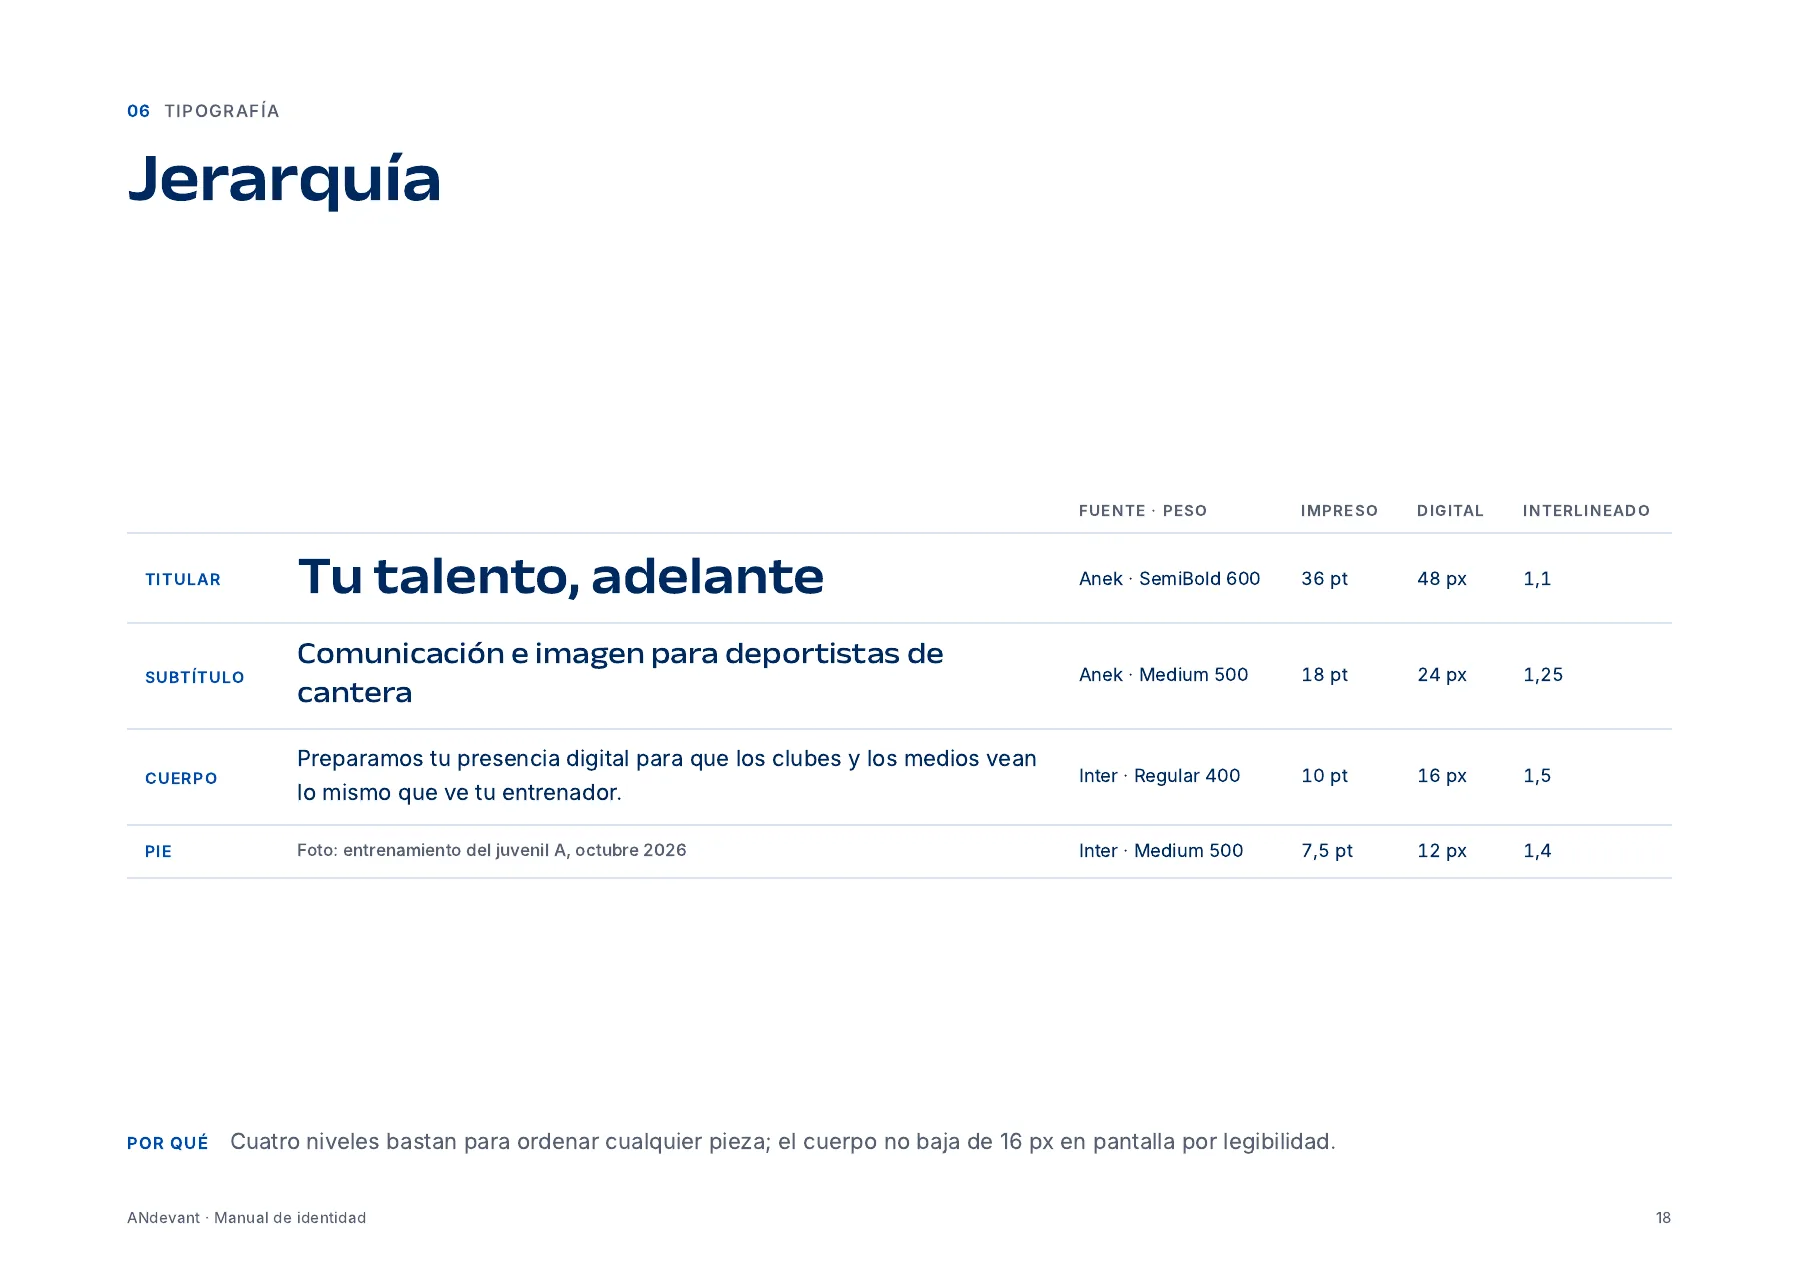 06 TIPOGRAFÍA
Jerarquía
FUENTE · PESO IMPRESO DIGITAL INTERLINEADO
TITULAR Tu talento, adelante Anek · SemiBold 600 36 pt 48 px 1,1
SUBTÍTULO Comunicación e imagen para deportistas de
cantera Anek · Medium 500 18 pt 24 px 1,25
CUERPO Preparamos tu presencia digital para que los clubes y los medios vean
lo mismo que ve tu entrenador. Inter · Regular 400 10 pt 16 px 1,5
PIE Foto: entrenamiento del juvenil A, octubre 2026 Inter · Medium 500 7,5 pt 12 px 1,4
POR QUÉ Cuatro niveles bastan para ordenar cualquier pieza; el cuerpo no baja de 16 px en pantalla por legibilidad.
ANdevant · Manual de identidad 18